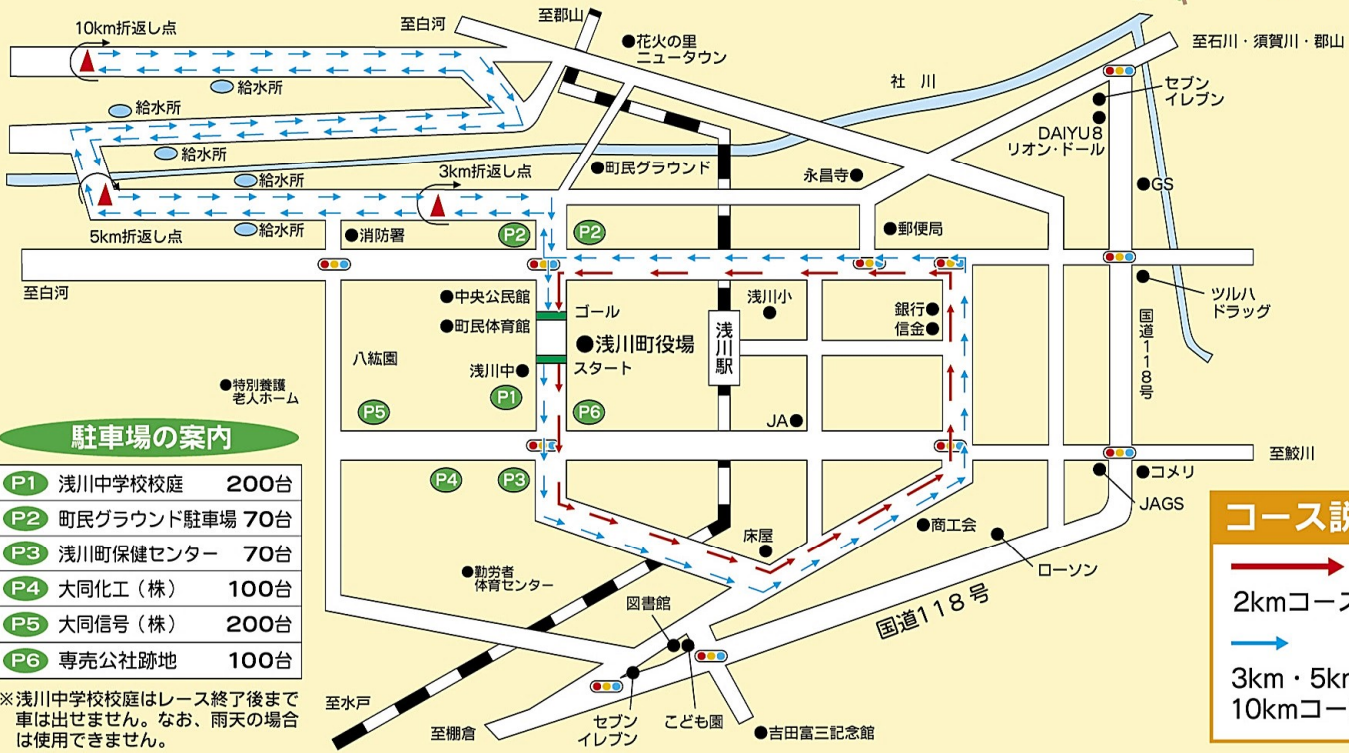 10km折返し点
至白河
至郡山
花火の里
ニュータウン
至石川・須賀川・郡山
給水所
社川
セブン
イレブン
給水所
DAIYU8
リオン・ドール
給水所
3km折返し点
町民グラウンド
永昌寺
給水所
GS
5km折返し点
給水所
消防署
P2
P2
郵便局
至白河
中央公民館
ゴール
浅川小
銀行
信金
ツルハ
ドラッグ
町民体育館
浅川町役場
浅川駅
国道118号
八紘園
浅川中
スタート
特別養護
老人ホーム
P1
P5
P6
JA
駐車場の案内
至鮫川
P4
P3
コメリ
JAGS
P1 浅川中学校校庭 200台
P2 町民グラウンド駐車場 70台
P3 浅川町保健センター 70台
P4 大同化工(株) 100台
P5 大同信号(株) 200台
P6 専売公社跡地 100台
※浅川中学校校庭はレース終了後まで
車は出せません。なお、雨天の場合
は使用できません。
床屋
商工会
ローソン
勤労者
体育センター
図書館
国道118号
至水戸
至棚倉
セブン
イレブン
こども園
吉田富三記念館
コース説
2kmコース
3km・5km
10kmコー